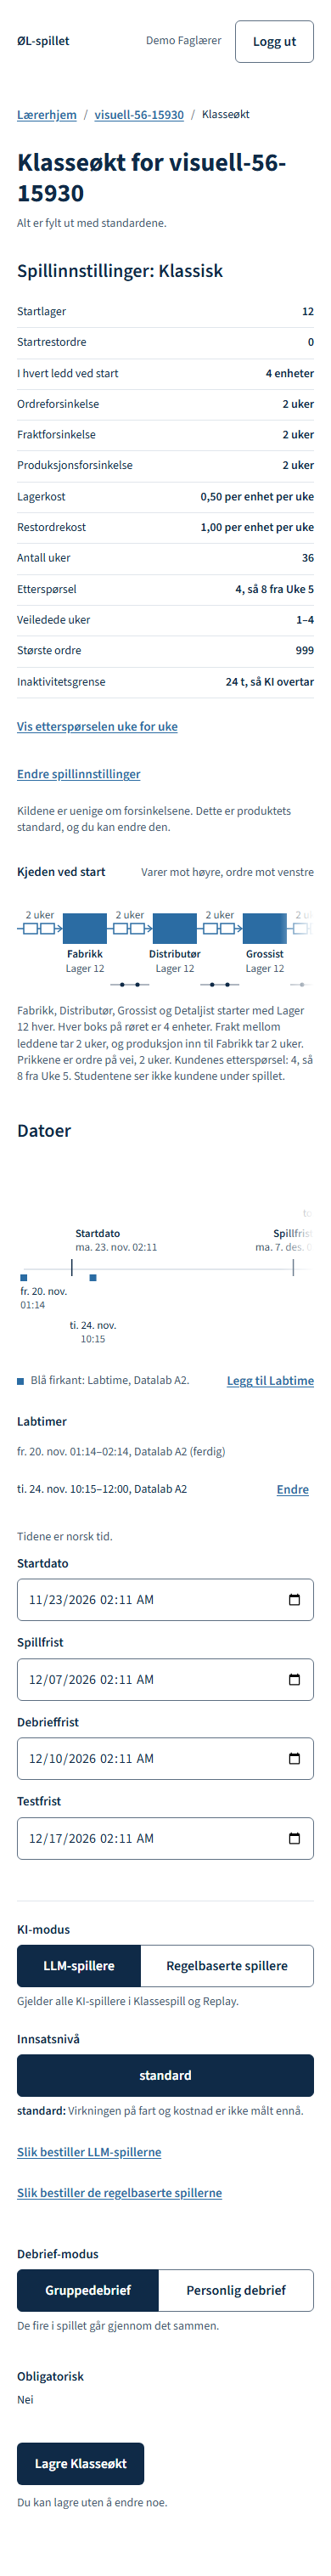 ØL-spillet
Demo Faglærer
Logg ut
Lærerhjem / visuell-56-15930 / Klasseøkt
Klasseøkt for visuell-56-
15930
Alt er fylt ut med standardene.
Spillinnstillinger: Klassisk
Startlager 12
Startrestordre 0
I hvert ledd ved start 4 enheter
Ordreforsinkelse 2 uker
Fraktforsinkelse 2 uker
Produksjonsforsinkelse 2 uker
Lagerkost 0,50 per enhet per uke
Restordrekost 1,00 per enhet per uke
Antall uker 36
Etterspørsel 4, så 8 fra Uke 5
Veiledede uker 1–4
Største ordre 999
Inaktivitetsgrense 24 t, så KI overtar
Vis etterspørselen uke for uke
Endre spillinnstillinger
Kildene er uenige om forsinkelsene. Dette er produktets
standard, og du kan endre den.
Kjeden ved start Varer mot høyre, ordre mot venstre
2 uker 2 uker 2 uker
Fabrikk Distributør Grossist
Lager 12 Lager 12 Lager 12
Fabrikk, Distributør, Grossist og Detaljist starter med Lager
12 hver. Hver boks på røret er 4 enheter. Frakt mellom
leddene tar 2 uker, og produksjon inn til Fabrikk tar 2 uker.
Prikkene er ordre på vei, 2 uker. Kundenes etterspørsel: 4, så
8 fra Uke 5. Studentene ser ikke kundene under spillet.
Datoer
Startdato
ma. 23. nov. 02:11
Spillfrist
ma. 7. des.
fr. 20. nov.
01:14
ti. 24. nov.
10:15
Blå firkant: Labtime, Datalab A2.
Legg til Labtime
Labtimer
fr. 20. nov. 01:14–02:14, Datalab A2 (ferdig)
ti. 24. nov. 10:15–12:00, Datalab A2 Endre
Tidene er norsk tid.
Startdato
11/23/2026 02:11 AM
Spillfrist
12/07/2026 02:11 AM
Debrieffrist
12/10/2026 02:11 AM
Testfrist
12/17/2026 02:11 AM
KI-modus
LLM-spillere Regelbaserte spillere
Gjelder alle KI-spillere i Klassespill og Replay.
Innsatsnivå
standard
standard: Virkningen på fart og kostnad er ikke målt ennå.
Slik bestiller LLM-spillerne
Slik bestiller de regelbaserte spillerne
Debrief-modus
Gruppedebrief Personlig debrief
De fire i spillet går gjennom det sammen.
Obligatorisk
Nei
Lagre Klasseøkt
Du kan lagre uten å endre noe.